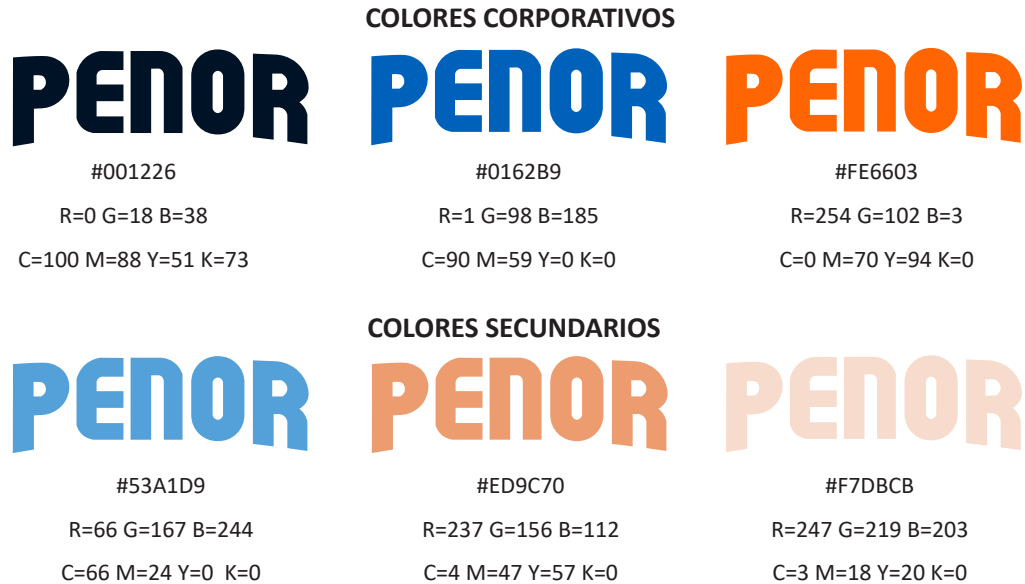 COLORES CORPORATIVOS
PENOR PENOR PENOR
#001226 #0162B9 #FE6603
R=0 G=18 B=38 R=1 G=98 B=185 R=254 G=102 B=3
C=100 M=88 Y=51 K=73 C=90 M=59 Y=0 K=0 C=0 M=70 Y=94 K=0
COLORES SECUNDARIOS
PENOR PENOR PENOR
#53A1D9 #ED9C70 #F7DBCB
R=66 G=167 B=244 R=237 G=156 B=112 R=247 G=219 B=203
C=66 M=24 Y=0 K=0 C=4 M=47 Y=57 K=0 C=3 M=18 Y=20 K=0